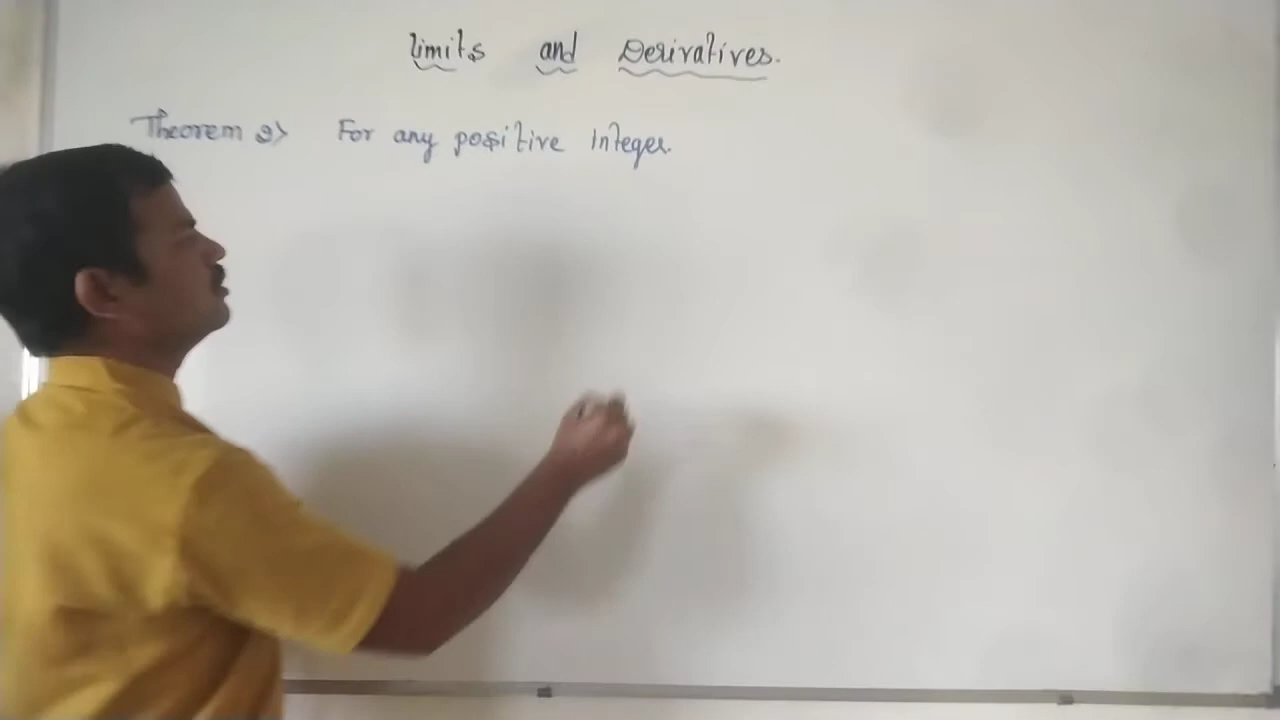 Limits and Derivatives.
Theorem 2> For any positive integer.